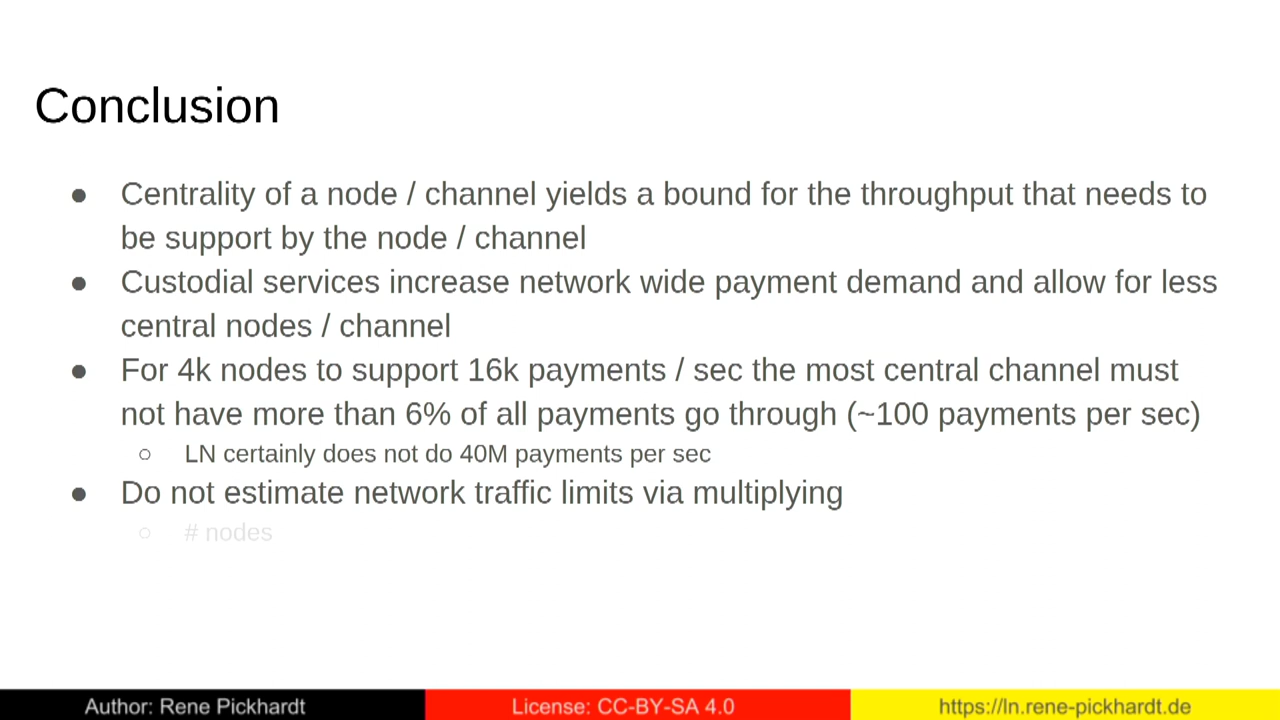 Conclusion
● Centrality of a node / channel yields a bound for the throughput that needs to
be support by the node / channel
● Custodial services increase network wide payment demand and allow for less
central nodes / channel
● For 4k nodes to support 16k payments / sec the most central channel must
not have more than 6% of all payments go through (~100 payments per sec)
○ LN certainly does not do 40M payments per sec
● Do not estimate network traffic limits via multiplying
○ # nodes
Author: Rene Pickhardt
License: CC-BY-SA 4.0
https://ln.rene-pickhardt.de